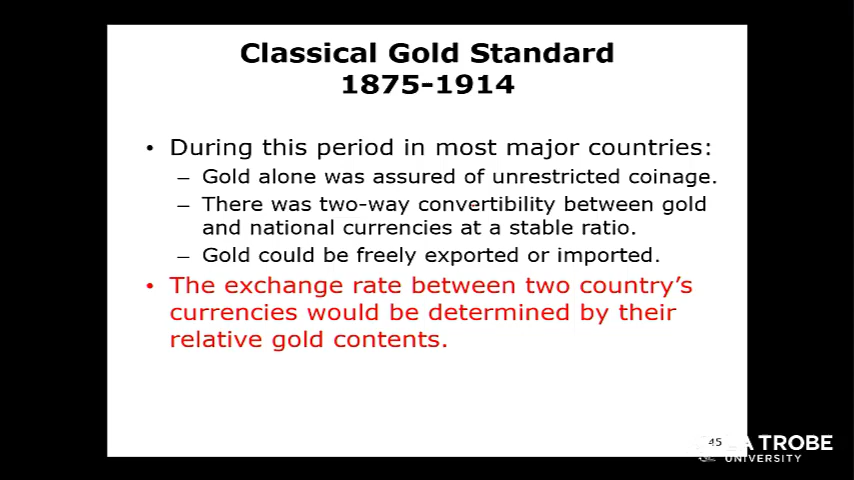 Classical Gold Standard
1875-1914
• During this period in most major countries:
– Gold alone was assured of unrestricted coinage.
– There was two-way convertibility between gold
and national currencies at a stable ratio.
– Gold could be freely exported or imported.
• The exchange rate between two country's
currencies would be determined by their
relative gold contents.
45
TROBE
UNIVERSITY